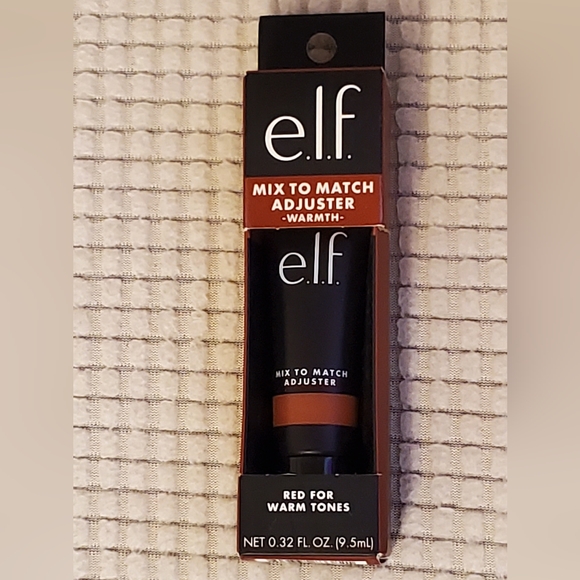 e.l.f.
MIX TO MATCH
ADJUSTER
-WARMTH-
e.l.f.
MIX TO MATCH
ADJUSTER
RED FOR
WARM TONES
NET 0.32 FL. OZ. (9.5mL)